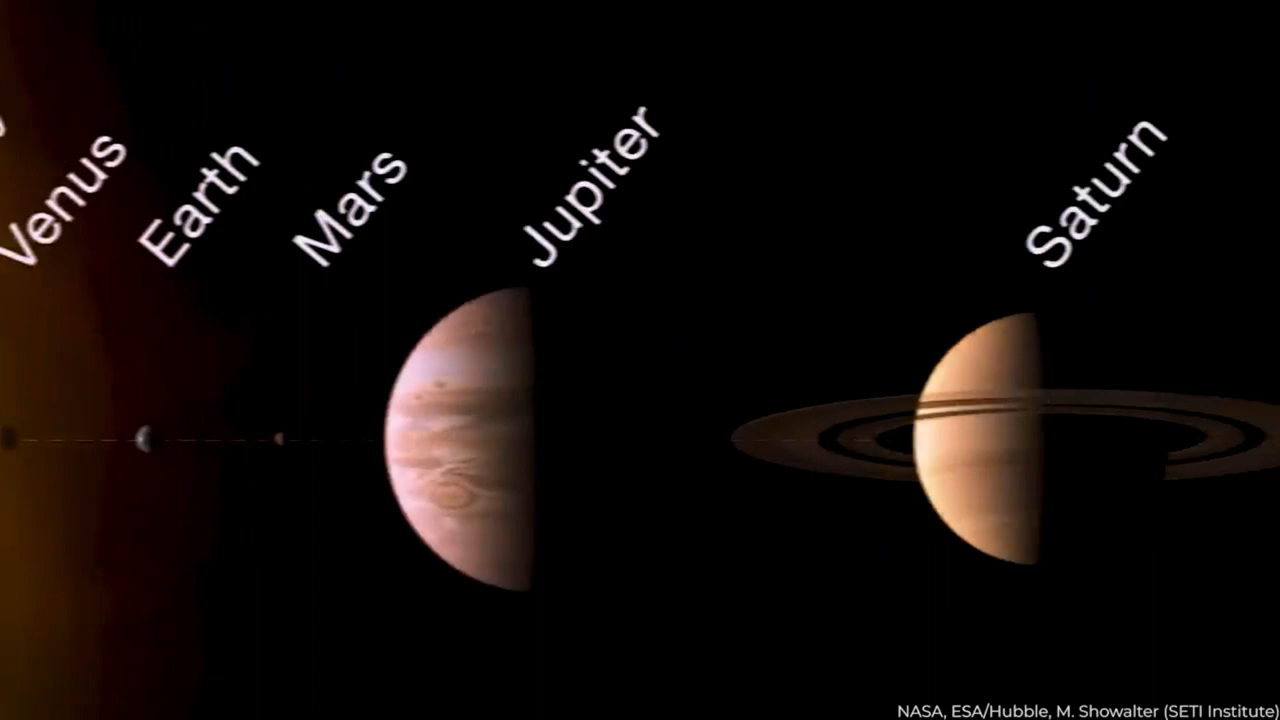 Venus
Earth
Mars
Jupiter
Saturn
NASA, ESA/Hubble, M. Showalter (SETI Institute)